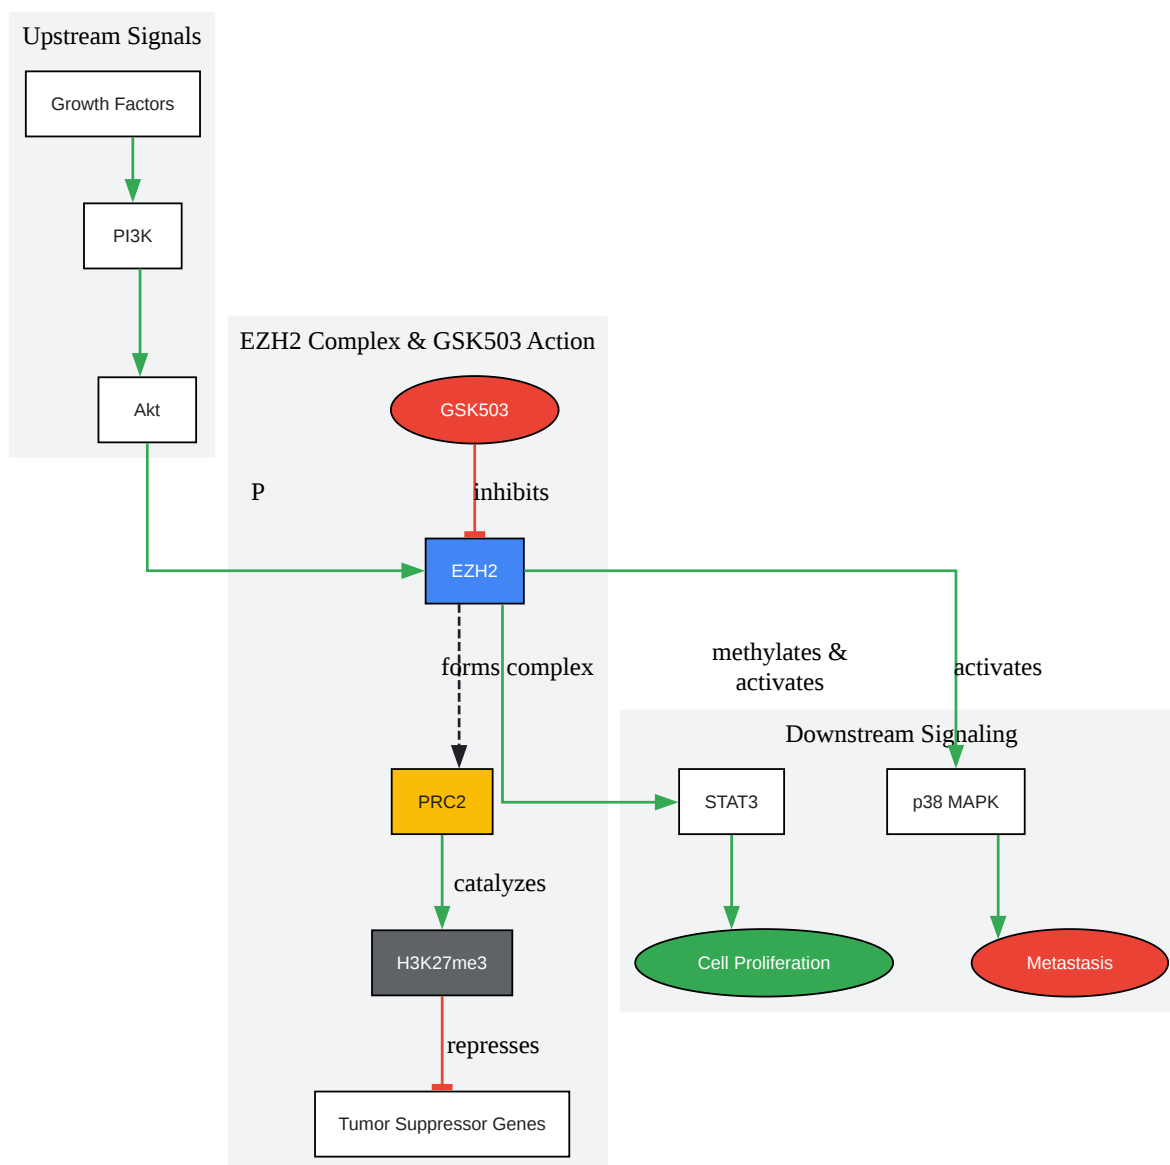 Upstream Signals
Growth Factors
PI3K
Akt
EZH2 Complex & GSK503 Action
GSK503
P
inhibits
EZH2
forms complex
methylates &
activates
activates
Downstream Signaling
PRC2
STAT3
p38 MAPK
catalyzes
H3K27me3
Cell Proliferation
Metastasis
represses
Tumor Suppressor Genes